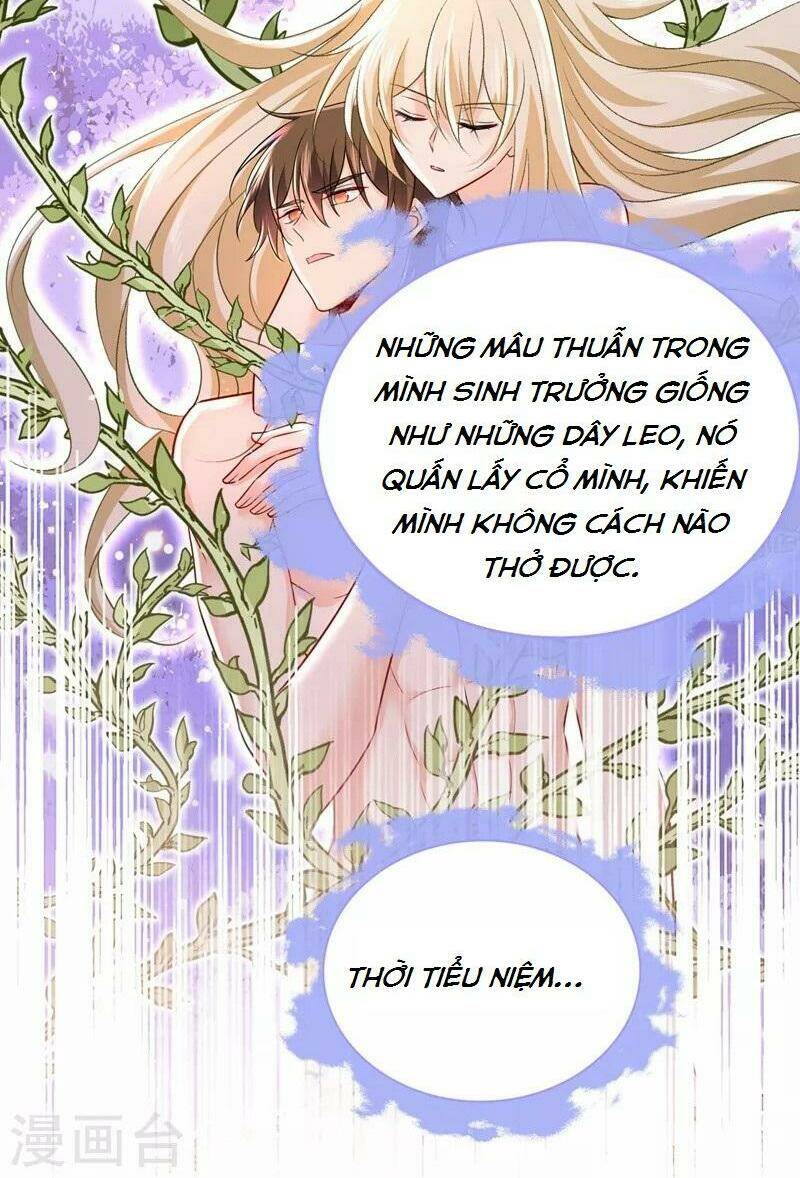 NHỮNG MÂU THUẪN TRONG
MÌNH SINH TRƯỞNG GIỐNG
NHƯ NHỮNG DÂY LEO, NÓ
QUẤN LẤY CỔ MÌNH, KHIẾN
MÌNH KHÔNG CÁCH NÀO
THỞ ĐƯỢC.
THỜI TIỂU NIỆM...
漫画台